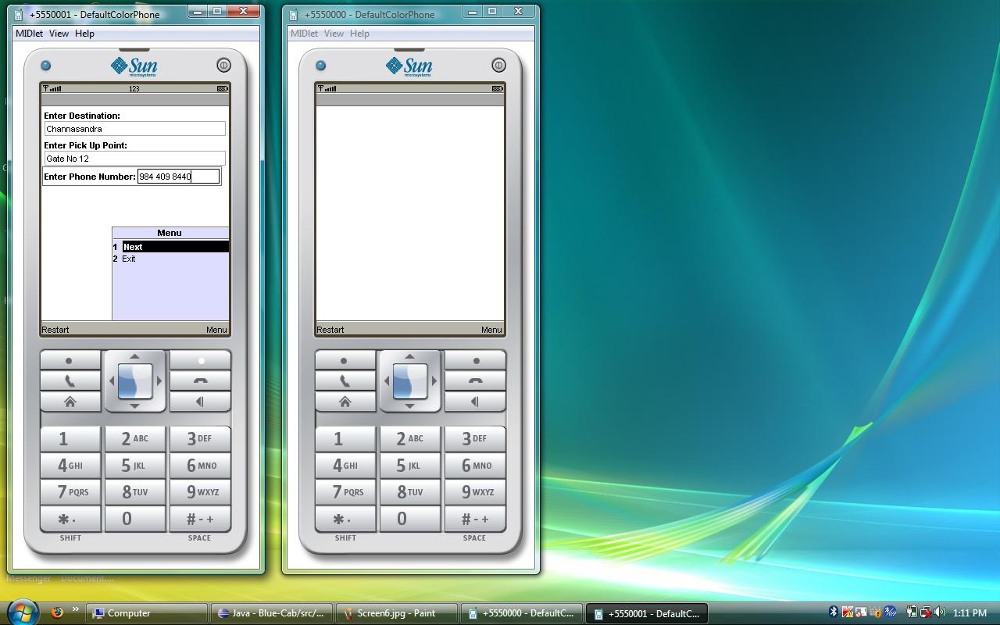 +5550001 - DefaultColorPhone
MIDlet View Help
Sun
microsystems
123
Enter Destination:
Channasandra
Enter Pick Up Point:
Gate No 12
Enter Phone Number: 984 409 8440
Menu
1 Next
2 Exit
Restart Menu
1 2 ABC 3 DEF
4 GHI 5 JKL 6 MNO
7 PQRS 8 TUV 9 WXYZ
* . 0 # - +
SHIFT SPACE
+5550000 - DefaultColorPhone
MIDlet View Help
Sun
microsystems
Restart Menu
1 2 ABC 3 DEF
4 GHI 5 JKL 6 MNO
7 PQRS 8 TUV 9 WXYZ
* . 0 # - +
SHIFT SPACE
Messenger Document....
» Computer Java - Blue-Cab/src/... Screen6.jpg - Paint +5550000 - DefaultC... +5550001 - DefaultC... 1:11 PM